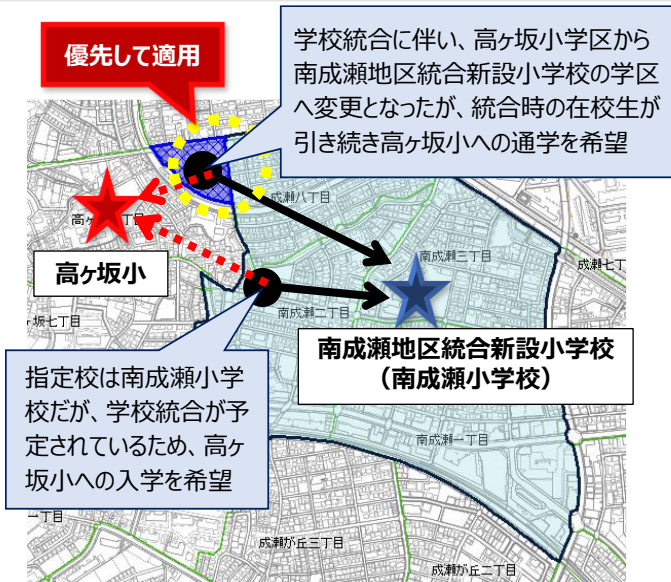 優先して適用
学校統合に伴い、高ヶ坂小学区から
南成瀬地区統合新設小学校の学区
へ変更となったが、統合時の在校生が
引き続き高ヶ坂小への通学を希望
成瀬八丁目
高ヶ坂小
南成瀬三丁目
成瀬七丁
南成瀬二丁目
坂七丁目
南成瀬地区統合新設小学校
（南成瀬小学校）
指定校は南成瀬小学
校だが、学校統合が予
定されているため、高ヶ
坂小への入学を希望
南成瀬一丁目
一丁目
成瀬が丘三丁目
成瀬が丘二丁目